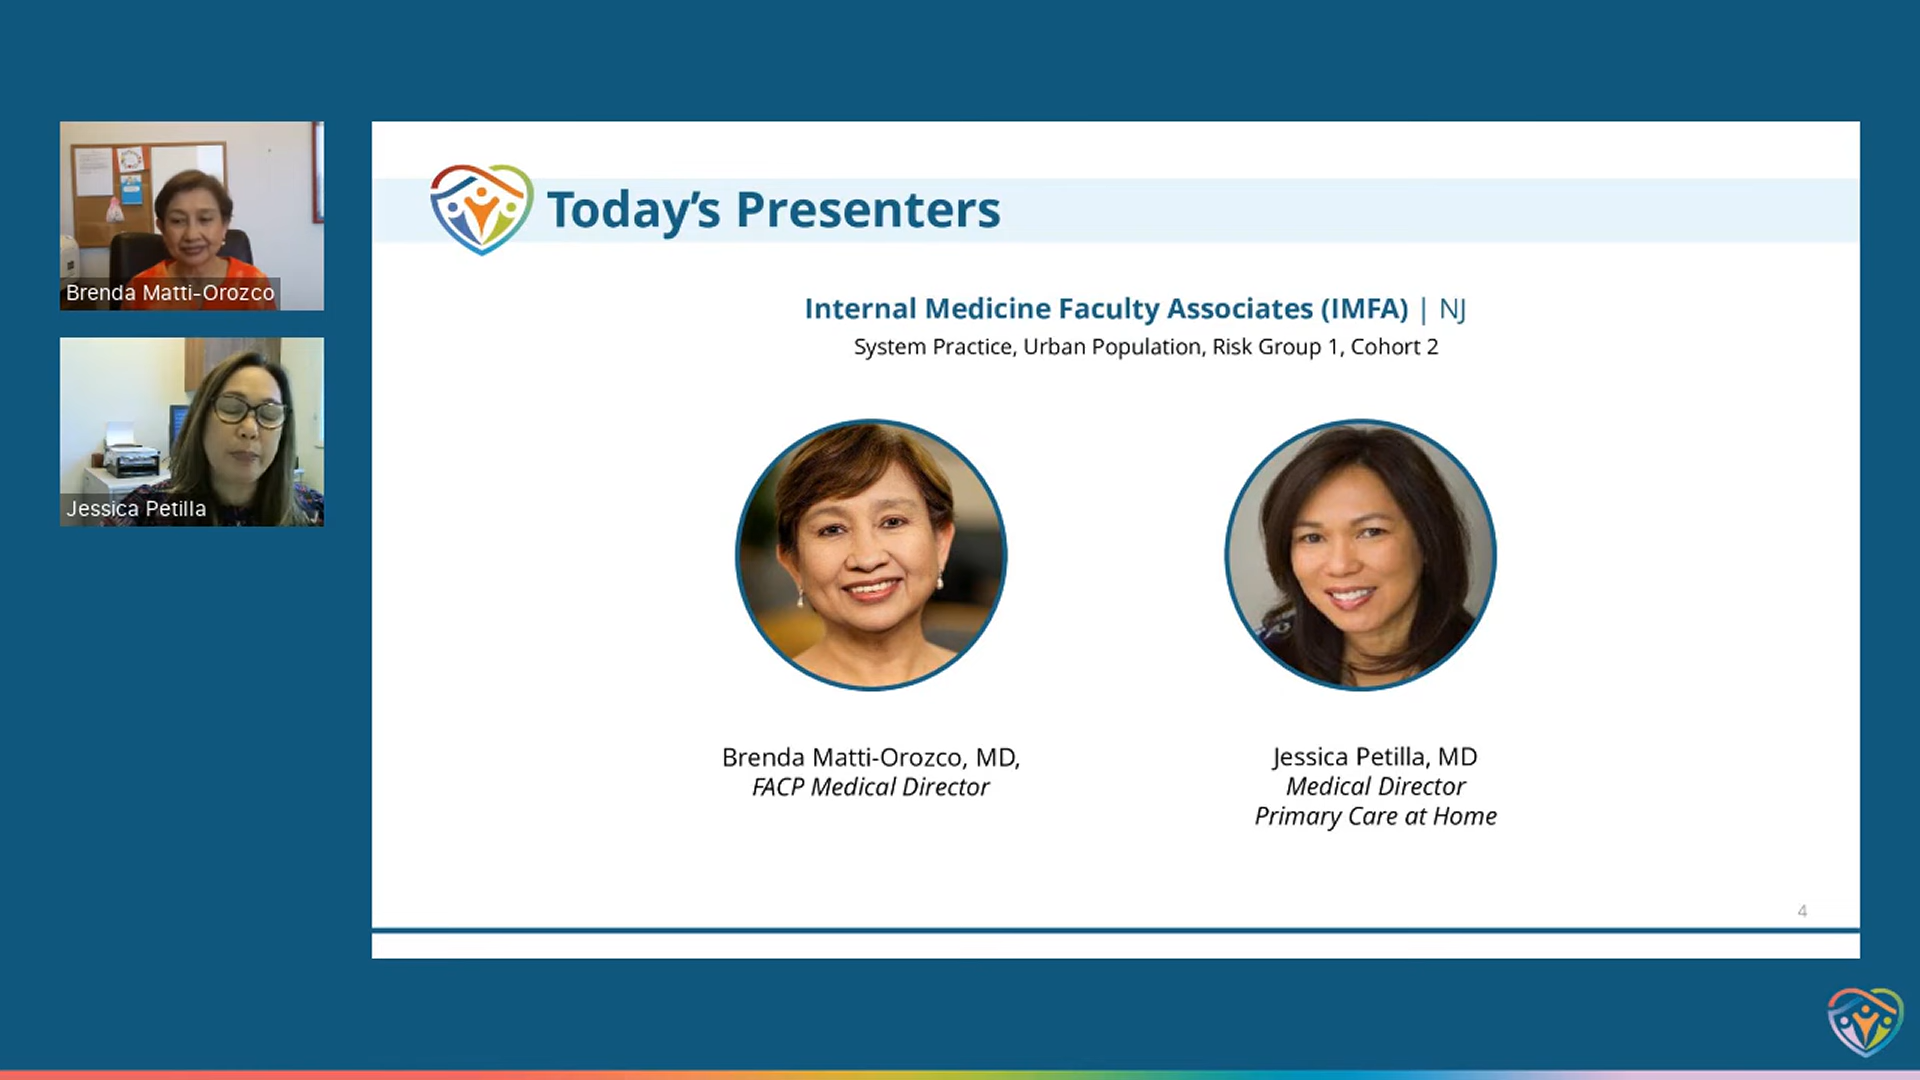 Brenda Matti-Orozco
Jessica Petilla
Today's Presenters
Internal Medicine Faculty Associates (IMFA) | NJ
System Practice, Urban Population, Risk Group 1, Cohort 2
Brenda Matti-Orozco, MD,
FACP Medical Director
Jessica Petilla, MD
Medical Director
Primary Care at Home
4